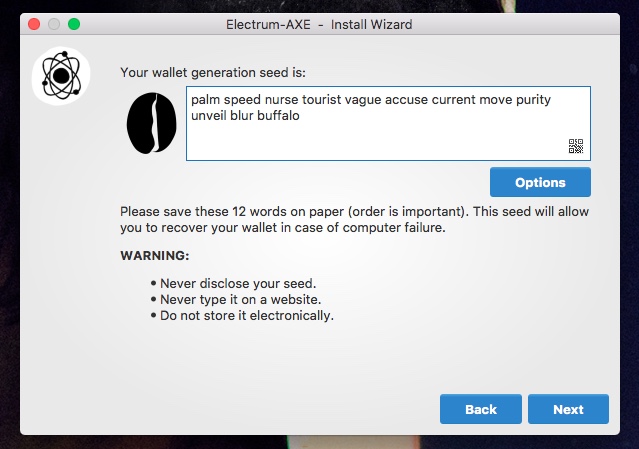 Electrum-AXE - Install Wizard
Your wallet generation seed is:
palm speed nurse tourist vague accuse current move purity
unveil blur buffalo
Options
Please save these 12 words on paper (order is important). This seed will allow
you to recover your wallet in case of computer failure.
WARNING:
• Never disclose your seed.
• Never type it on a website.
• Do not store it electronically.
Back Next